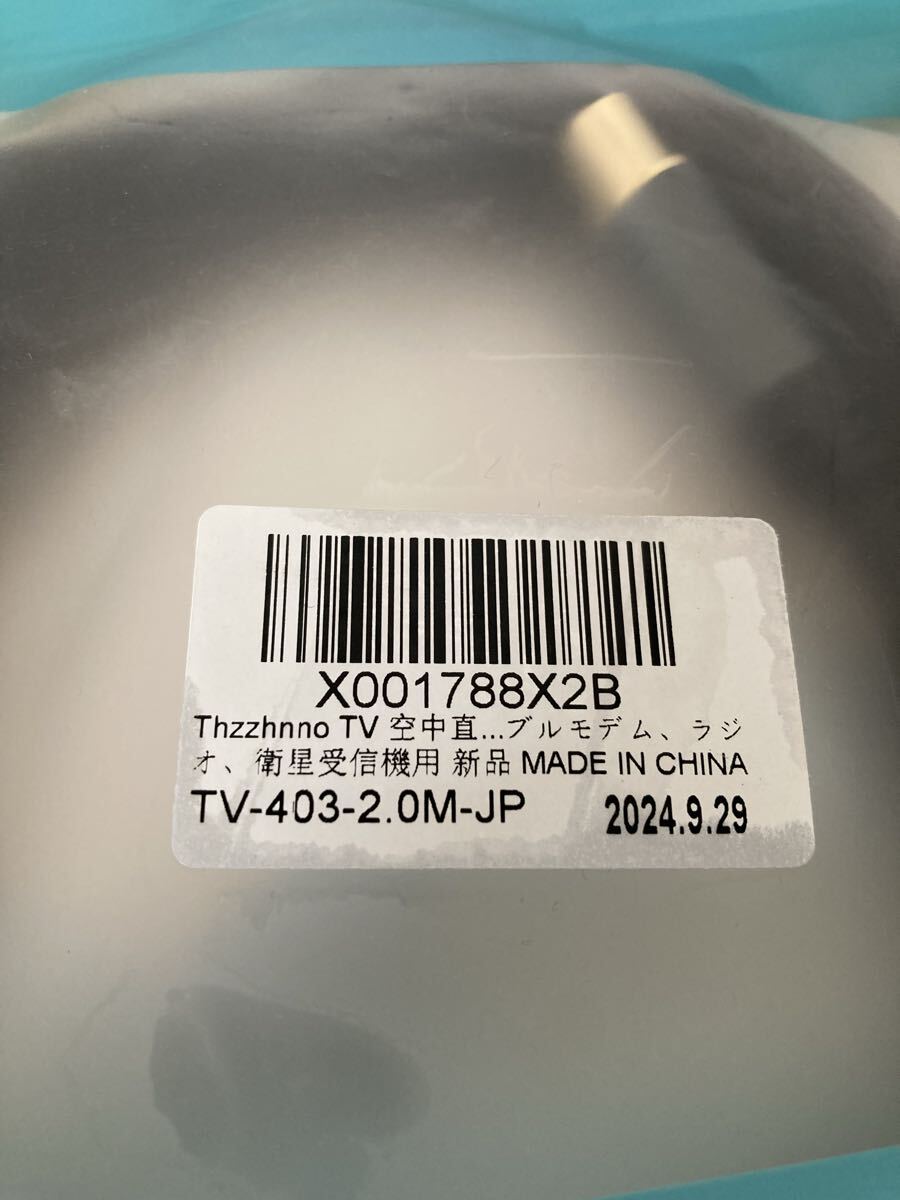 X001788X2B
Thzzhnno TV 空中直...ブルモデム、ラジ
オ、衛星受信機用 新品 MADE IN CHINA
TV-403-2.0M-JP 2024.9.29